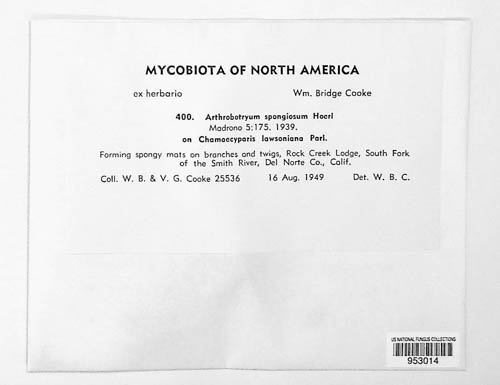 MYCOBIOTA OF NORTH AMERICA
ex herbario Wm. Bridge Cooke
400. Arthrobotryum spongiosum Hoerl
Madrono 5:175. 1939.
on Chamaecyparis lawsoniana Parl.
Forming spongy mats on branches and twigs, Rock Creek Lodge, South Fork
of the Smith River, Del Norte Co., Calif.
Coll. W. B. & V. G. Cooke 25536 16 Aug. 1949 Det. W. B. C.
US NATIONAL FUNGUS COLLECTIONS
953014